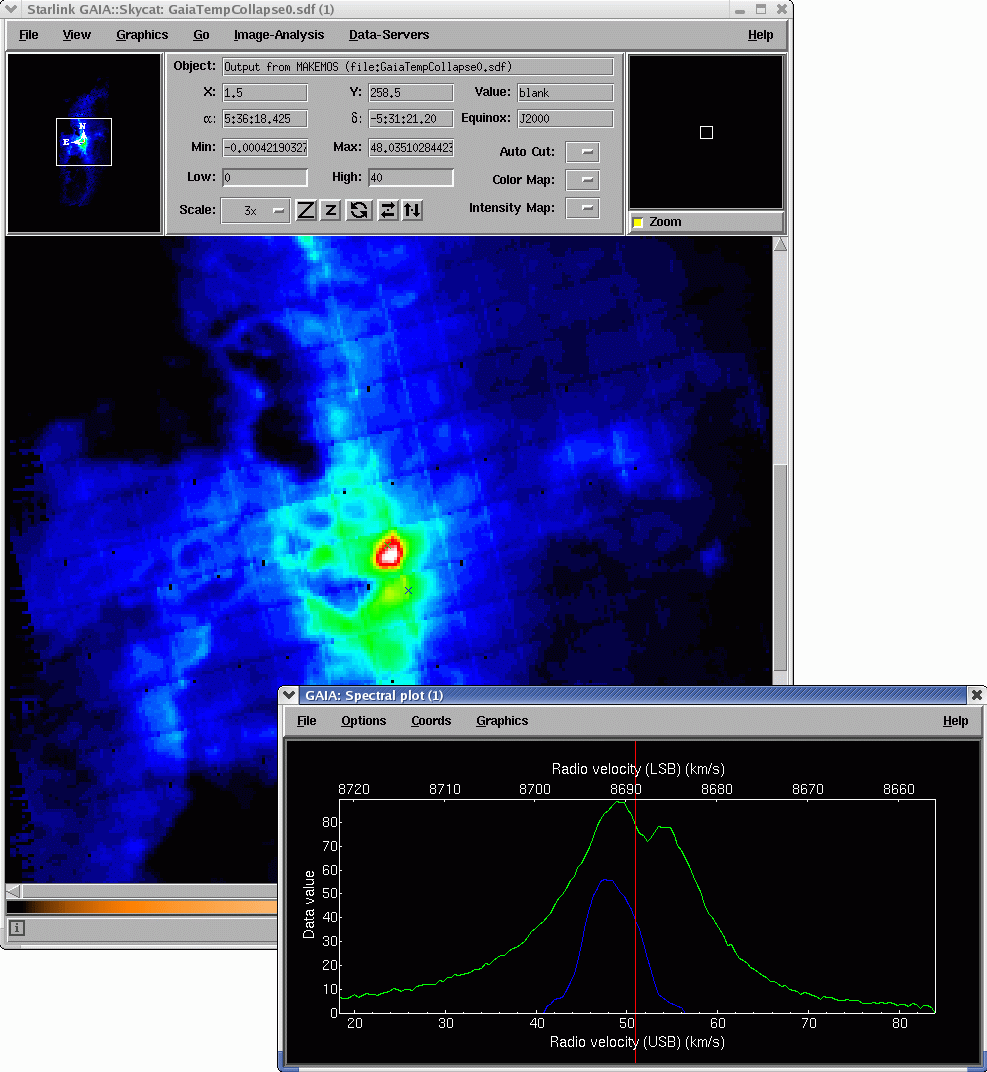 Starlink GAIA::Skycat: GaiaTempCollapse0.sdf (1)
File View Graphics Go Image-Analysis Data-Servers Help
Object: Output from MAKEMOS (file:GaiaTempCollapse0.sdf)
X: 1.5 Y: 258.5 Value: blank
α: 5:36:18.425 δ: -5:31:21.20 Equinox: J2000
Min: -0.00042190327 Max: 48.03510284423
Auto Cut:
Low: 0 High: 40
Color Map:
Scale: 3x Z z
Intensity Map:
Zoom
N
E
GAIA: Spectral plot (1)
File Options Coords Graphics Help
Radio velocity (LSB) (km/s)
8720 8710 8700 8690 8680 8670 8660
Data value
80
70
60
50
40
30
20
10
0
20 30 40 50 60 70 80
Radio velocity (USB) (km/s)
i